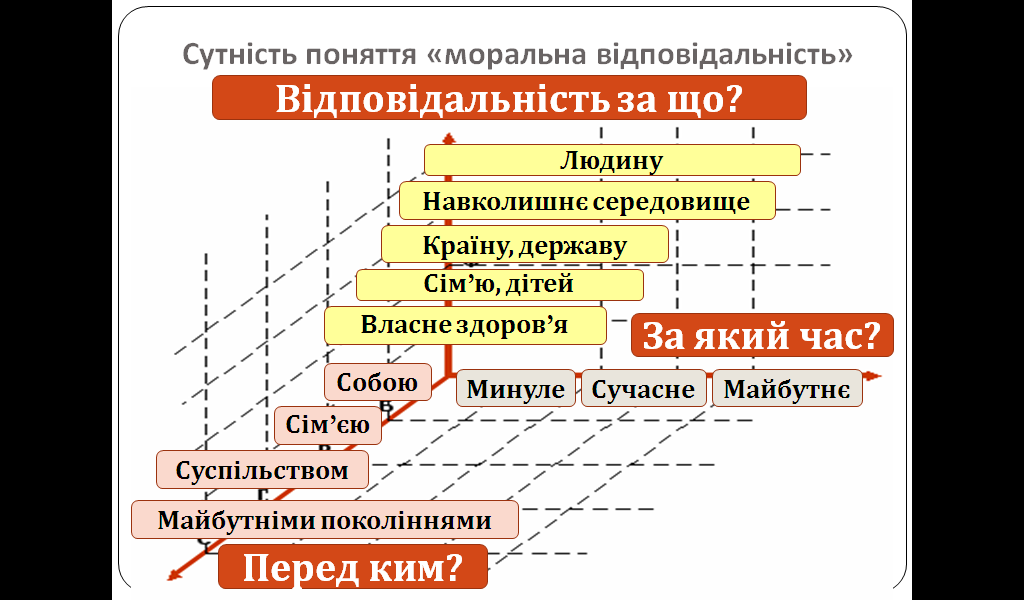 Сутність поняття «моральна відповідальність»
Відповідальність за що?
Людину
Навколишнє середовище
Країну, державу
Сім’ю, дітей
Власне здоров’я
За який час?
Собою
Минуле
Сучасне
Майбутнє
Сім’єю
Суспільством
Майбутніми поколіннями
Перед ким?